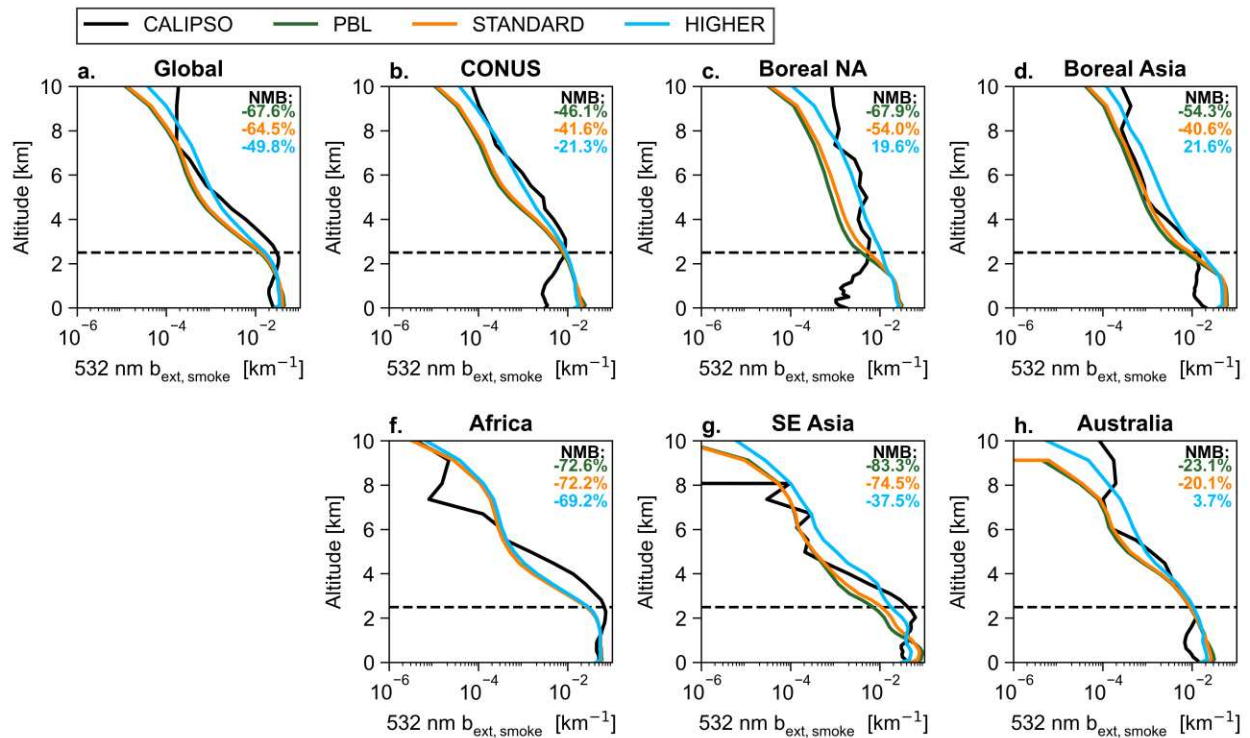 CALIPSO PBL STANDARD HIGHER
a. Global
b. CONUS
c. Boreal NA
d. Boreal Asia
NMB:
-67.6%
-64.5%
-49.8%
NMB:
-46.1%
-41.6%
-21.3%
NMB:
-67.9%
-54.0%
19.6%
NMB:
-54.3%
-40.6%
21.6%
Altitude [km]
10
8
6
4
2
0
Altitude [km]
10
8
6
4
2
0
Altitude [km]
10
8
6
4
2
0
Altitude [km]
10
8
6
4
2
0
10⁻⁶ 10⁻⁴ 10⁻²
10⁻⁶ 10⁻⁴ 10⁻²
10⁻⁶ 10⁻⁴ 10⁻²
10⁻⁶ 10⁻⁴ 10⁻²
532 nm b_ext, smoke [km⁻¹]
532 nm b_ext, smoke [km⁻¹]
532 nm b_ext, smoke [km⁻¹]
532 nm b_ext, smoke [km⁻¹]
f. Africa
g. SE Asia
h. Australia
NMB:
-72.6%
-72.2%
-69.2%
NMB:
-83.3%
-74.5%
-37.5%
NMB:
-23.1%
-20.1%
3.7%
Altitude [km]
10
8
6
4
2
0
Altitude [km]
10
8
6
4
2
0
Altitude [km]
10
8
6
4
2
0
10⁻⁶ 10⁻⁴ 10⁻²
10⁻⁶ 10⁻⁴ 10⁻²
10⁻⁶ 10⁻⁴ 10⁻²
532 nm b_ext, smoke [km⁻¹]
532 nm b_ext, smoke [km⁻¹]
532 nm b_ext, smoke [km⁻¹]